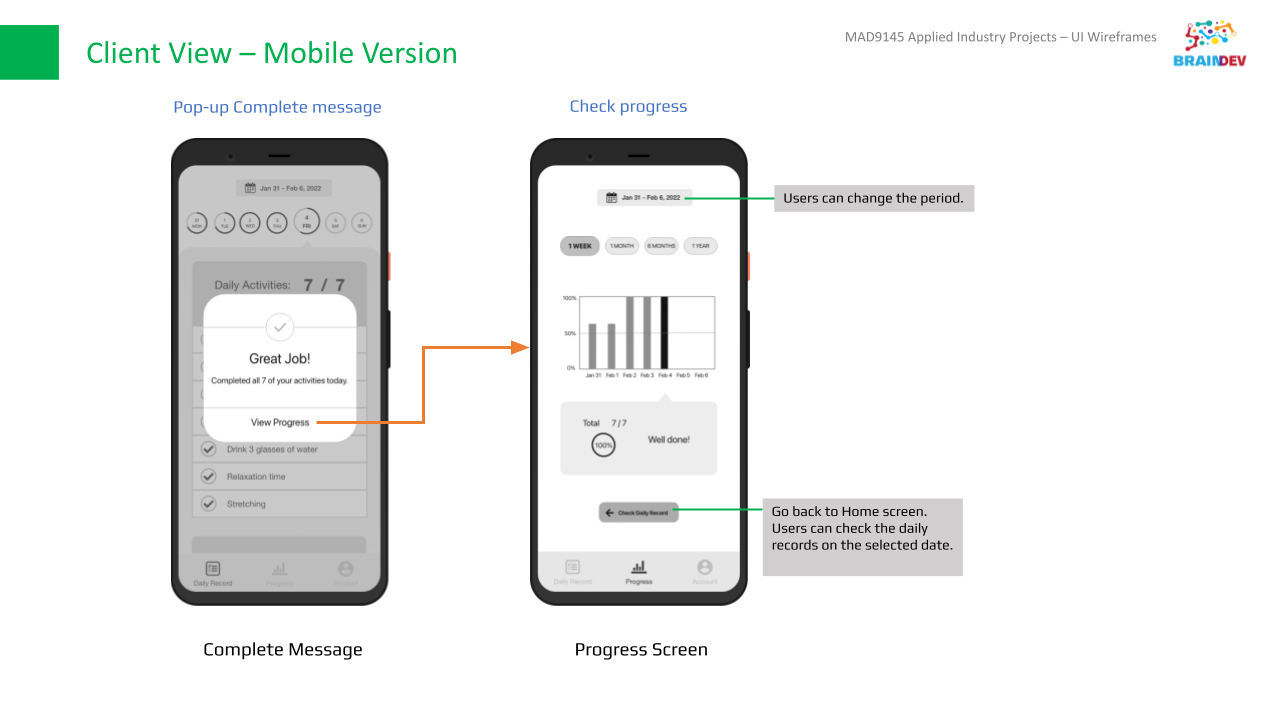 Client View – Mobile Version
MAD9145 Applied Industry Projects – UI Wireframes
BRAINDEV
Pop-up Complete message
Check progress
Jan 31 - Feb 6, 2022
31
MON
1
TUE
2
WED
3
THU
4
FRI
5
SAT
6
SUN
Daily Activities: 7 / 7
Great Job!
Completed all 7 of your activities today.
View Progress
Drink 3 glasses of water
Relaxation time
Stretching
Daily Record
Progress
Account
Jan 31 - Feb 6, 2022
Users can change the period.
1 WEEK
1 MONTH
6 MONTHS
1 YEAR
100%
50%
0%
Jan 31 Feb 1 Feb 2 Feb 3 Feb 4 Feb 5 Feb 6
Total 7 / 7
100%
Well done!
Check Daily Record
Go back to Home screen.
Users can check the daily
records on the selected date.
Daily Record
Progress
Account
Complete Message
Progress Screen